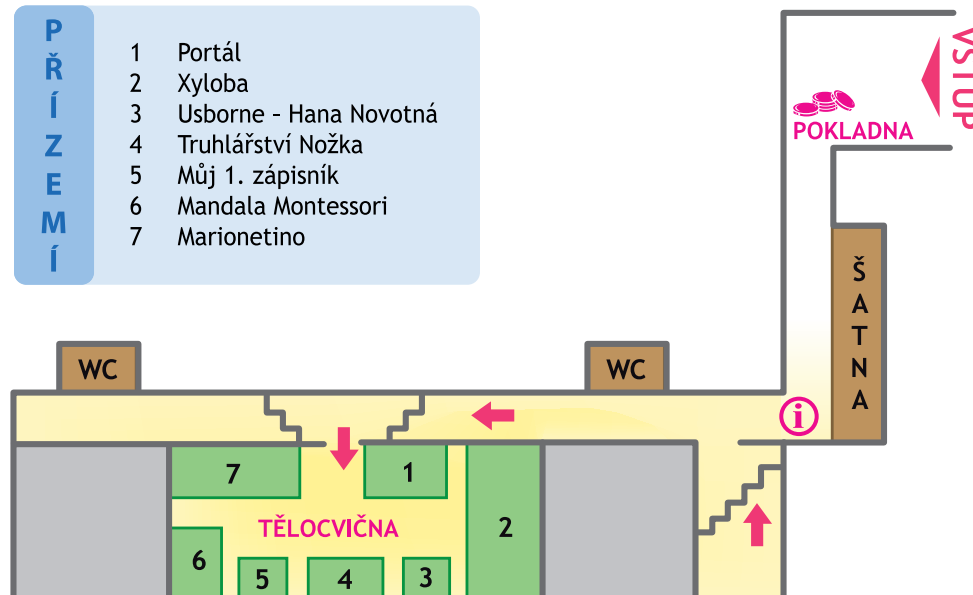 PŘÍZEMÍ
1 Portál
2 Xyloba
3 Usborne – Hana Novotná
4 Truhlářství Nožka
5 Můj 1. zápisník
6 Mandala Montessori
7 Marionetino
VSTUP
POKLADNA
ŠATNA
WC
WC
i
7
1
TĚLOCVIČNA
2
6
5
4
3